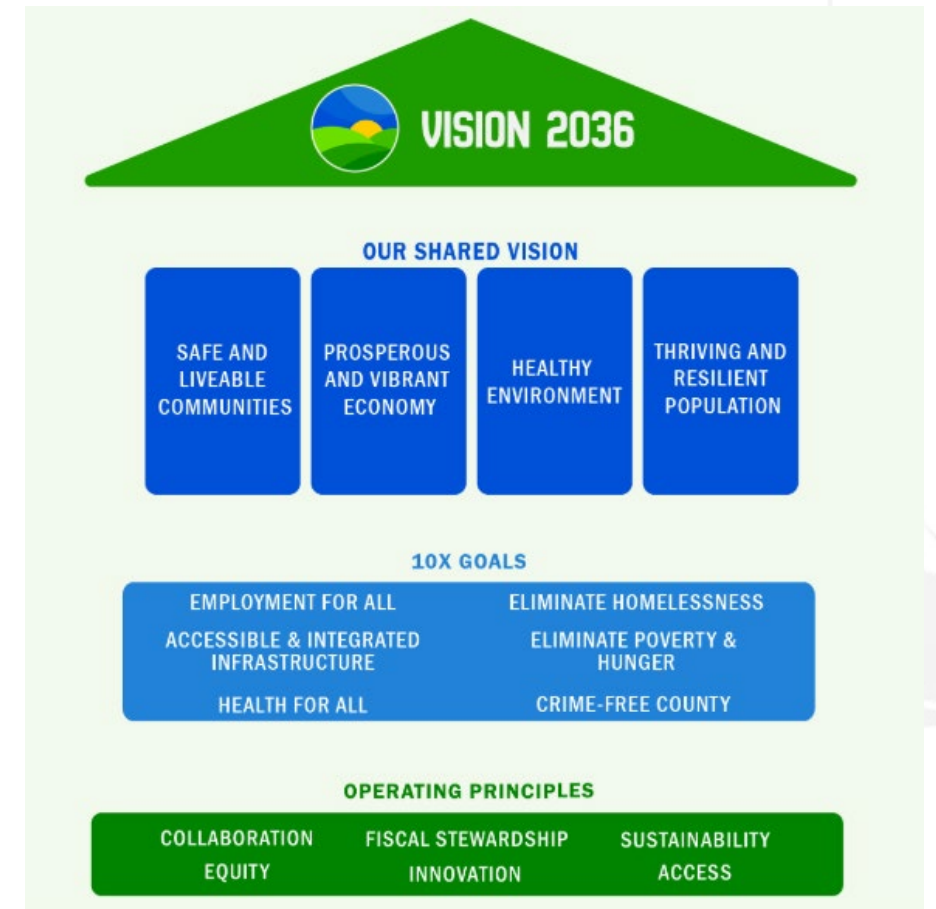 VISION 2036
OUR SHARED VISION
SAFE AND
LIVEABLE
COMMUNITIES
PROSPEROUS
AND VIBRANT
ECONOMY
HEALTHY
ENVIRONMENT
THRIVING AND
RESILIENT
POPULATION
10X GOALS
EMPLOYMENT FOR ALL
ACCESSIBLE & INTEGRATED
INFRASTRUCTURE
HEALTH FOR ALL
ELIMINATE HOMELESSNESS
ELIMINATE POVERTY &
HUNGER
CRIME-FREE COUNTY
OPERATING PRINCIPLES
COLLABORATION
EQUITY
FISCAL STEWARDSHIP
INNOVATION
SUSTAINABILITY
ACCESS